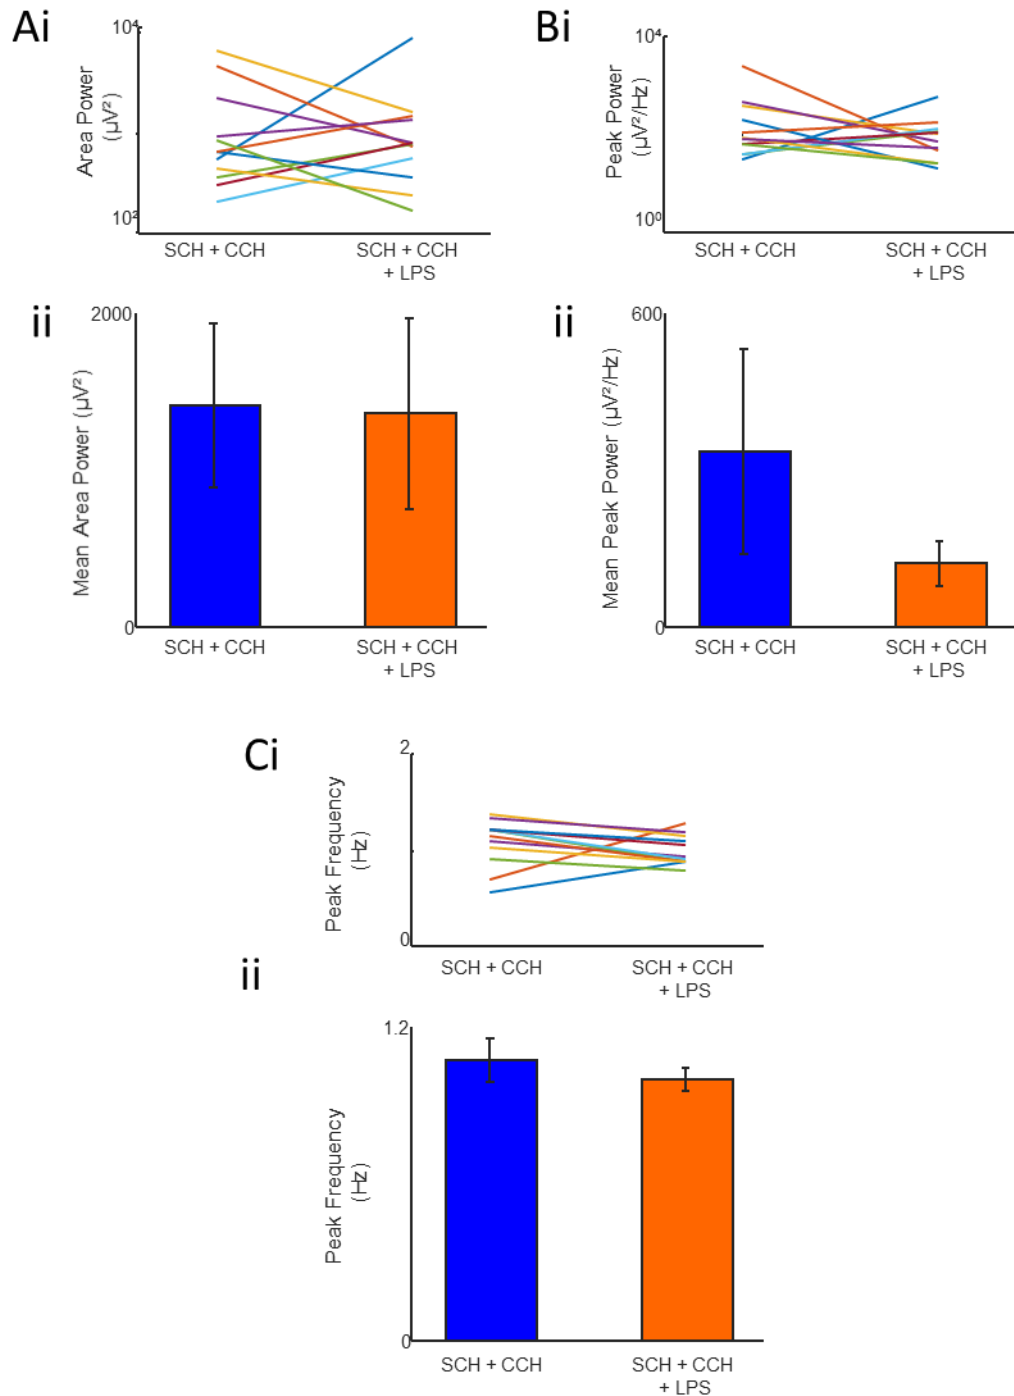 Ai
Bi
10⁴
Area Power
(µV²)
10²
SCH + CCH
SCH + CCH
+ LPS
10⁴
Peak Power
(µV²/Hz)
10⁰
SCH + CCH
SCH + CCH
+ LPS
ii
2000
Mean Area Power (µV²)
0
SCH + CCH
SCH + CCH
+ LPS
ii
600
Mean Peak Power (µV²/Hz)
0
SCH + CCH
SCH + CCH
+ LPS
Ci
2
Peak Frequency
(Hz)
0
SCH + CCH
SCH + CCH
+ LPS
ii
1.2
Peak Frequency
(Hz)
0
SCH + CCH
SCH + CCH
+ LPS